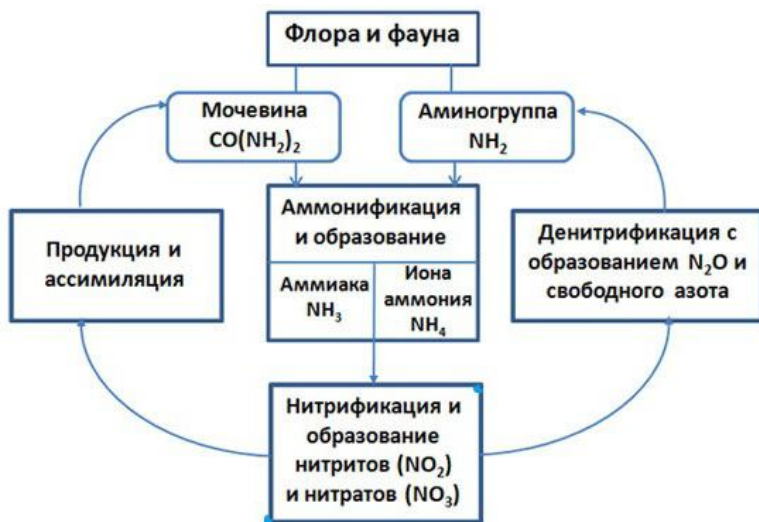 Флора и фауна
Мочевина
CO(NH₂)₂
Аминогруппа
NH₂
Продукция и
ассимиляция
Аммонификация
и образование
Аммиака
NH₃
Иона
аммония
NH₄
Денитрификация с
образованием N₂O и
свободного азота
Нитрификация и
образование
нитритов (NO₂)
и нитратов (NO₃)